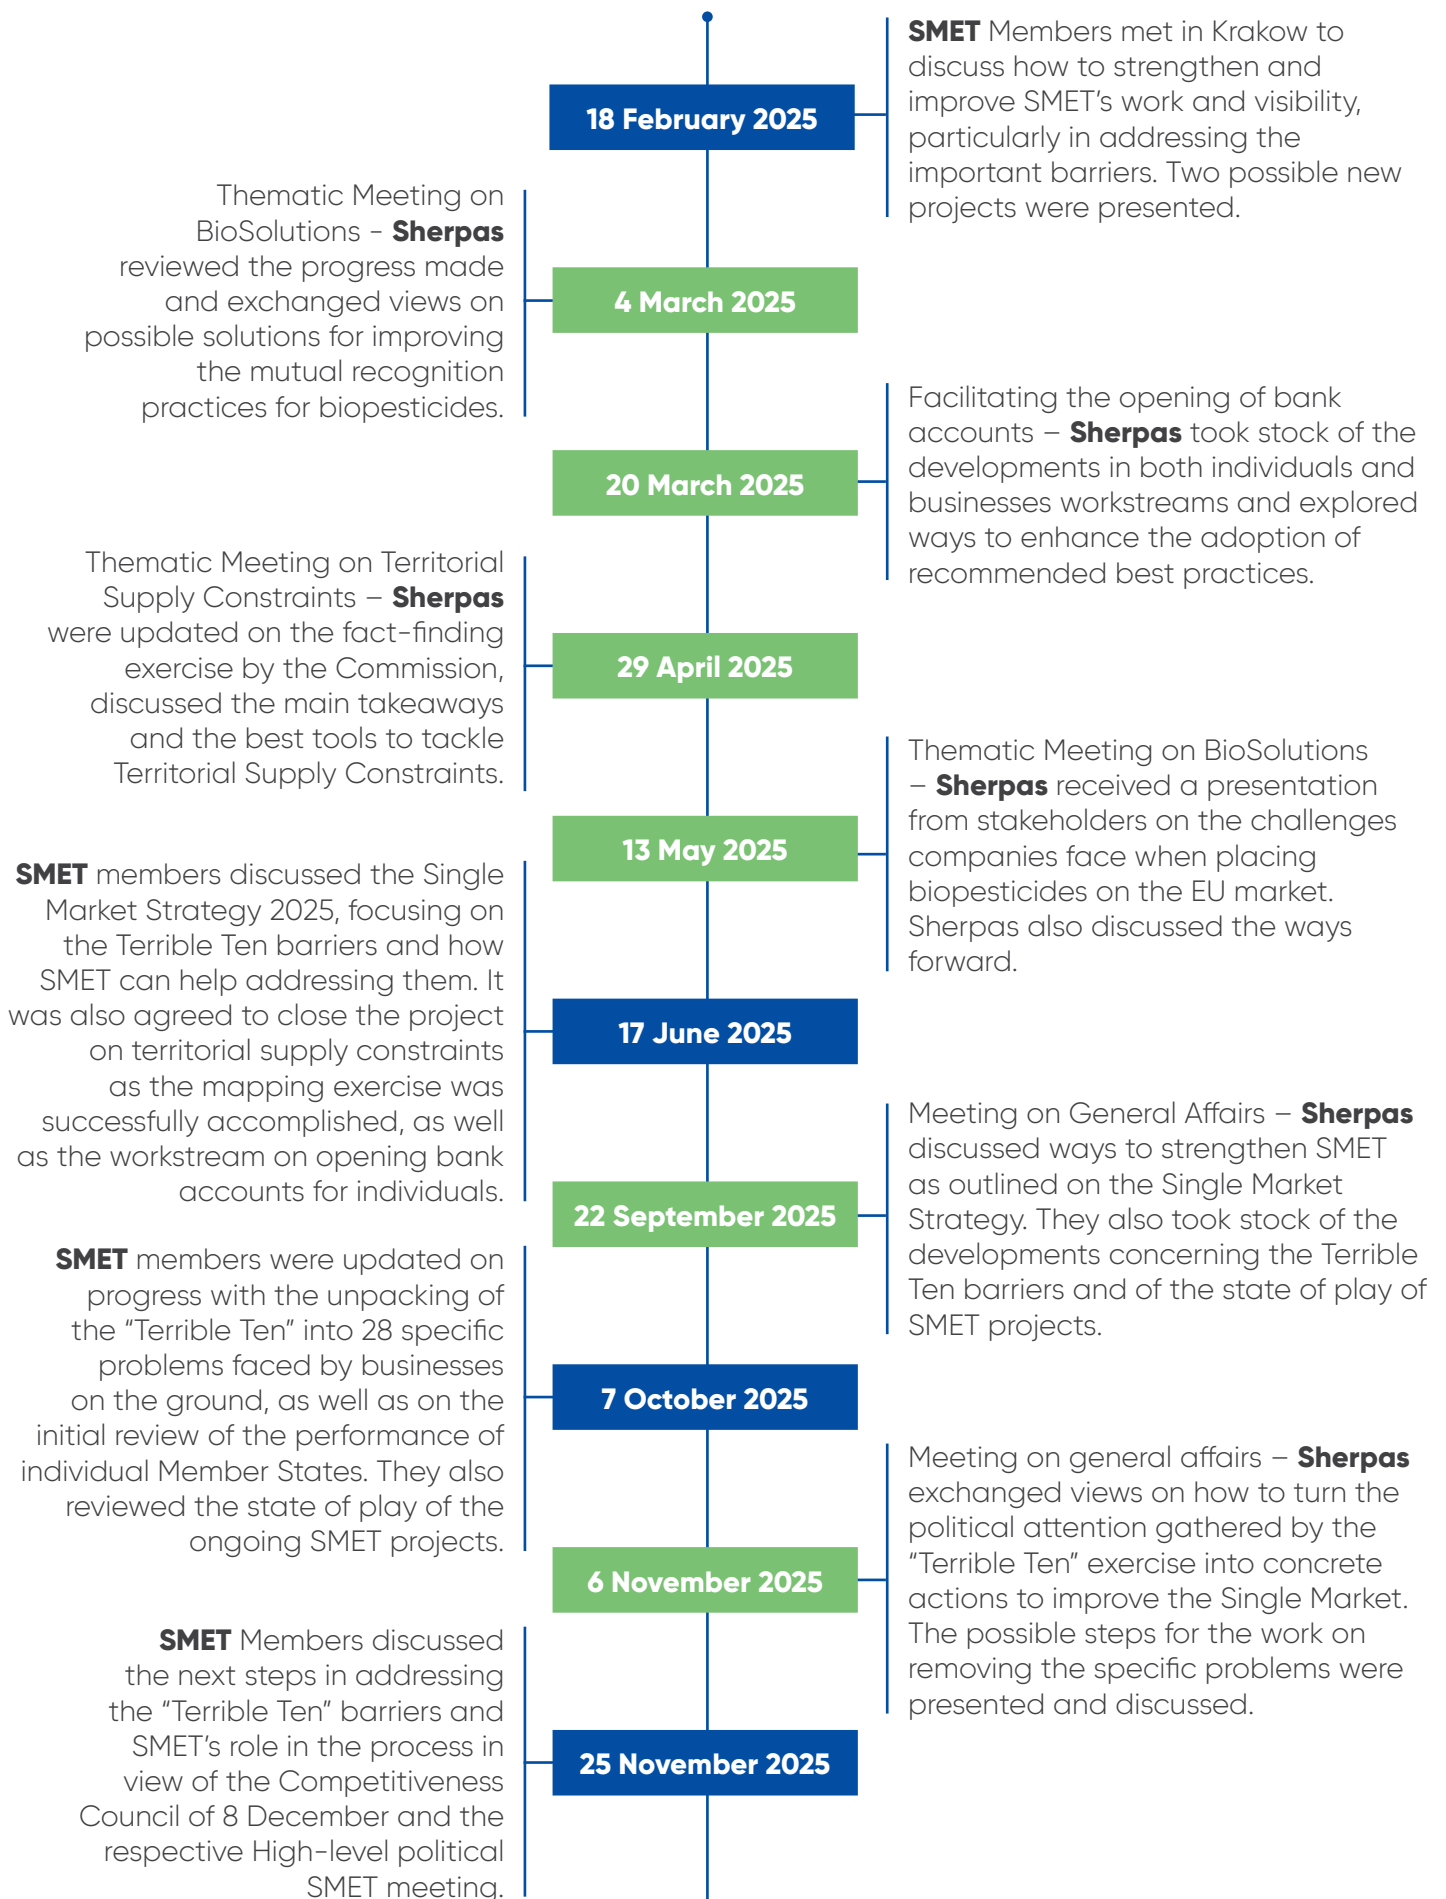 18 February 2025
SMET Members met in Krakow to
discuss how to strengthen and
improve SMET’s work and visibility,
particularly in addressing the
important barriers. Two possible new
projects were presented.
4 March 2025
Thematic Meeting on
BioSolutions - Sherpas
reviewed the progress made
and exchanged views on
possible solutions for improving
the mutual recognition
practices for biopesticides.
20 March 2025
Facilitating the opening of bank
accounts – Sherpas took stock of the
developments in both individuals and
businesses workstreams and explored
ways to enhance the adoption of
recommended best practices.
29 April 2025
Thematic Meeting on Territorial
Supply Constraints – Sherpas
were updated on the fact-finding
exercise by the Commission,
discussed the main takeaways
and the best tools to tackle
Territorial Supply Constraints.
13 May 2025
Thematic Meeting on BioSolutions
– Sherpas received a presentation
from stakeholders on the challenges
companies face when placing
biopesticides on the EU market.
Sherpas also discussed the ways
forward.
17 June 2025
SMET members discussed the Single
Market Strategy 2025, focusing on
the Terrible Ten barriers and how
SMET can help addressing them. It
was also agreed to close the project
on territorial supply constraints
as the mapping exercise was
successfully accomplished, as well
as the workstream on opening bank
accounts for individuals.
22 September 2025
Meeting on General Affairs – Sherpas
discussed ways to strengthen SMET
as outlined on the Single Market
Strategy. They also took stock of the
developments concerning the Terrible
Ten barriers and of the state of play of
SMET projects.
7 October 2025
SMET members were updated on
progress with the unpacking of
the “Terrible Ten” into 28 specific
problems faced by businesses
on the ground, as well as on the
initial review of the performance of
individual Member States. They also
reviewed the state of play of the
ongoing SMET projects.
6 November 2025
Meeting on general affairs – Sherpas
exchanged views on how to turn the
political attention gathered by the
“Terrible Ten” exercise into concrete
actions to improve the Single Market.
The possible steps for the work on
removing the specific problems were
presented and discussed.
25 November 2025
SMET Members discussed
the next steps in addressing
the “Terrible Ten” barriers and
SMET’s role in the process in
view of the Competitiveness
Council of 8 December and the
respective High-level political
SMET meeting.